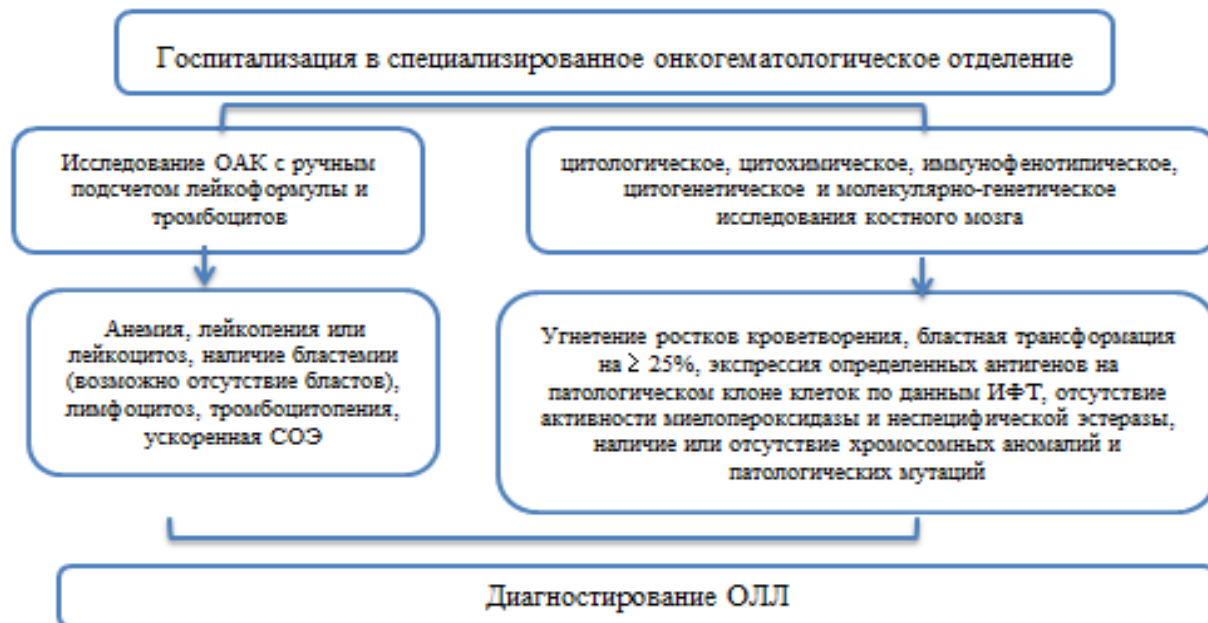 Госпитализация в специализированное онкогематологическое отделение
Исследование ОАК с ручным
подсчетом лейкоформулы и
тромбоцитов
цитологическое, цитохимическое, иммунофенотипическое,
цитогенетическое и молекулярно-генетическое
исследования костного мозга
Анемия, лейкопения или
лейкоцитоз, наличие бластемии
(возможно отсутствие бластов),
лимфоцитоз, тромбоцитопения,
ускоренная СОЭ
Угнетение ростков кроветворения, бластная трансформация
на ≥ 25%, экспрессия определенных антигенов на
патологическом клоне клеток по данным ИФТ, отсутствие
активности миелопероксидазы и неспецифической эстеразы,
наличие или отсутствие хромосомных аномалий и
патологических мутаций
Диагностирование ОЛЛ